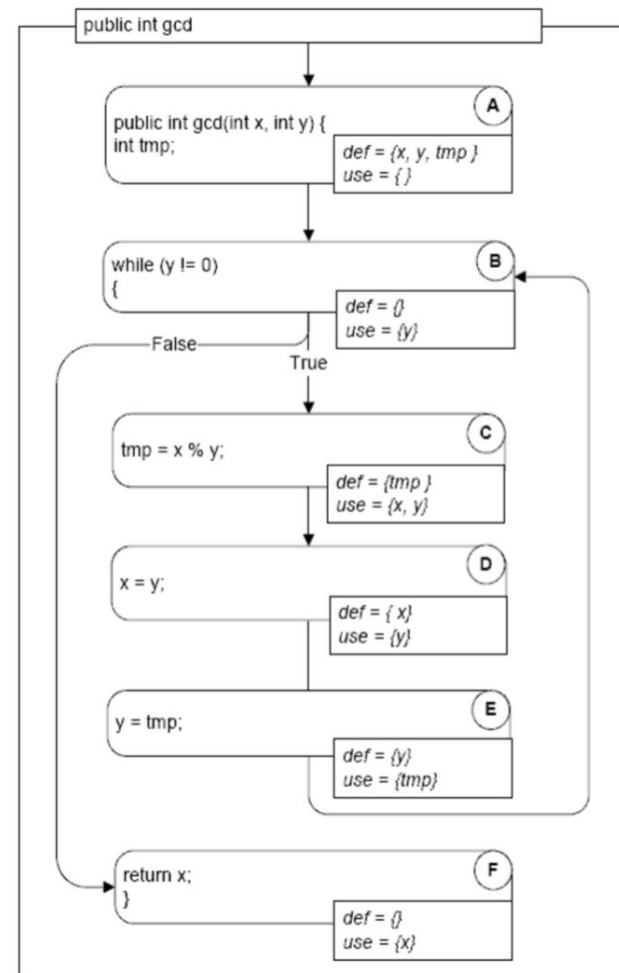 public int gcd
A
public int gcd(int x, int y) {
int tmp;
def = {x, y, tmp }
use = { }
B
while (y != 0)
{
def = {}
use = {y}
False
True
C
tmp = x % y;
def = {tmp }
use = {x, y}
D
x = y;
def = { x}
use = {y}
E
y = tmp;
def = {y}
use = {tmp}
F
return x;
}
def = {}
use = {x}